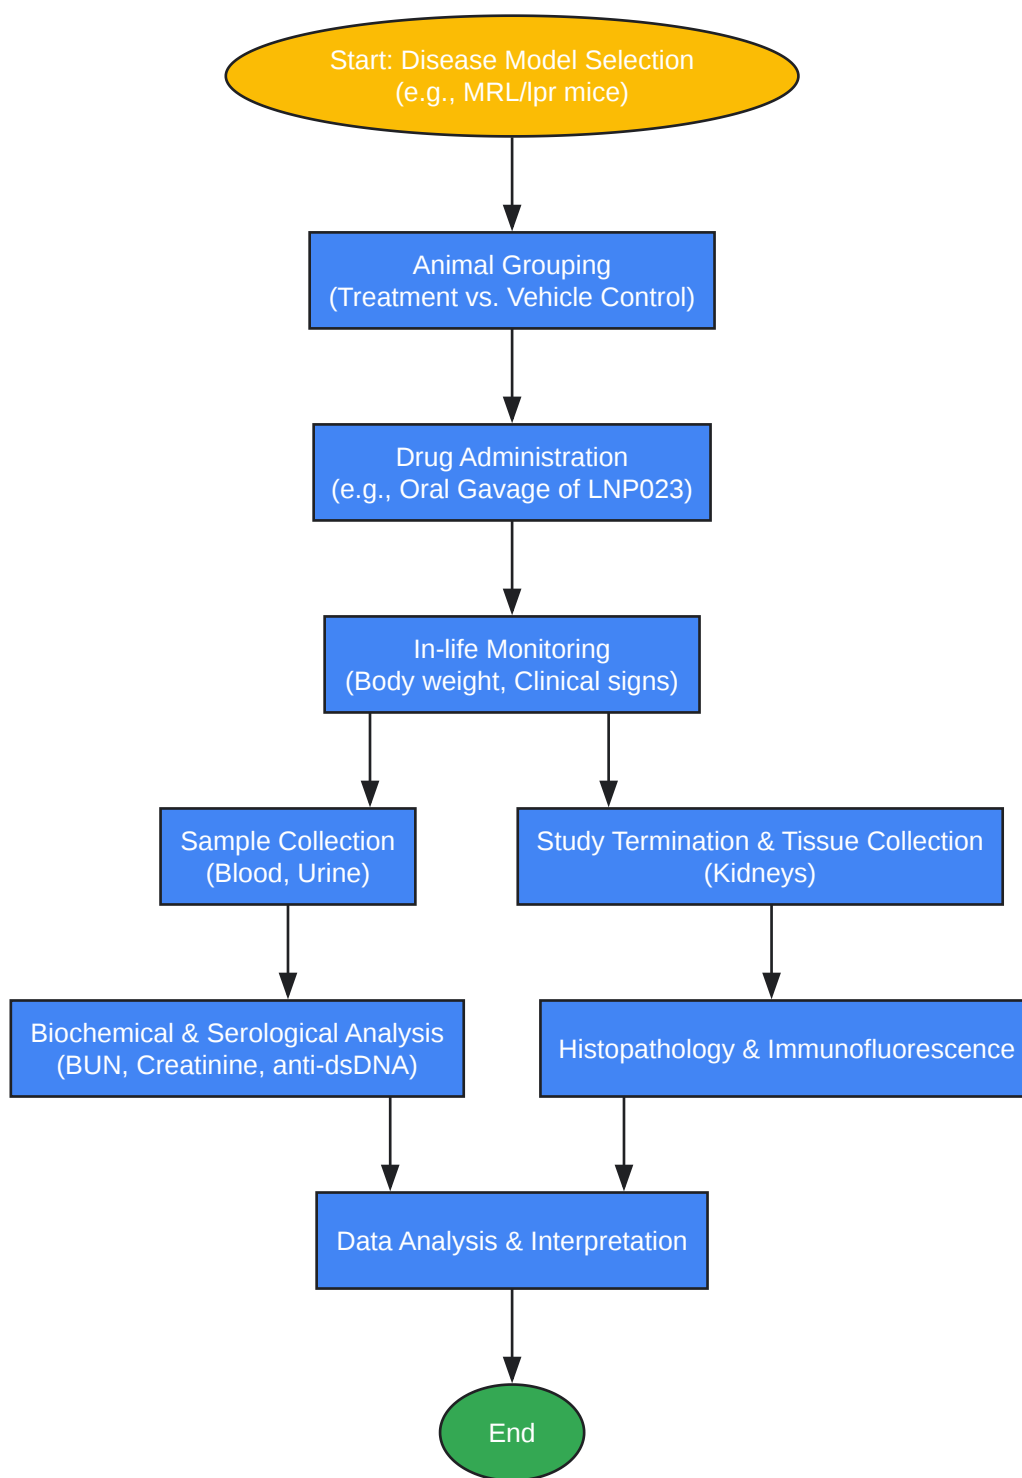 Start: Disease Model Selection
(e.g., MRL/lpr mice)
Animal Grouping
(Treatment vs. Vehicle Control)
Drug Administration
(e.g., Oral Gavage of LNP023)
In-life Monitoring
(Body weight, Clinical signs)
Sample Collection
(Blood, Urine)
Study Termination & Tissue Collection
(Kidneys)
Biochemical & Serological Analysis
(BUN, Creatinine, anti-dsDNA)
Histopathology & Immunofluorescence
Data Analysis & Interpretation
End